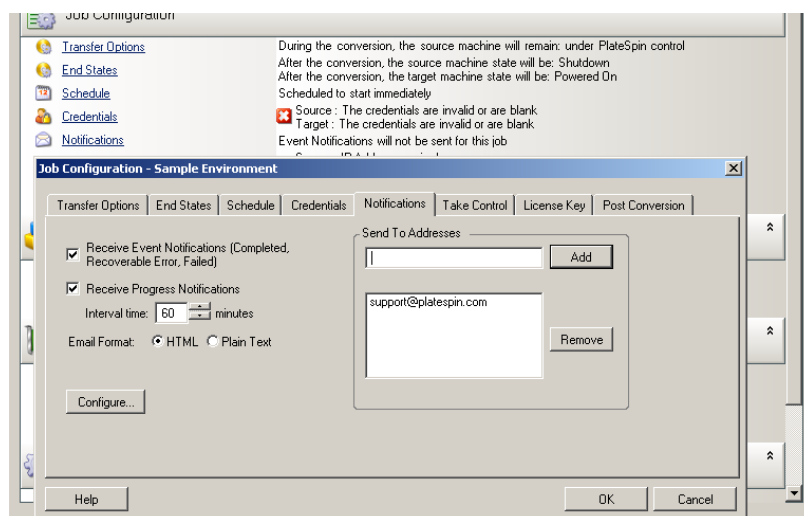 Job Configuration
Transfer Options During the conversion, the source machine will remain: under PlateSpin control
End States After the conversion, the source machine state will be: Shutdown
After the conversion, the target machine state will be: Powered On
Schedule Scheduled to start immediately
Credentials Source : The credentials are invalid or are blank
Target : The credentials are invalid or are blank
Notifications Event Notifications will not be sent for this job
Job Configuration - Sample Environment
Transfer Options End States Schedule Credentials Notifications Take Control License Key Post Conversion
Receive Event Notifications (Completed,
Recoverable Error, Failed)
Receive Progress Notifications
Interval time: 60 minutes
Email Format: HTML Plain Text
Configure...
Send To Addresses
Add
support@platespin.com
Remove
Help OK Cancel